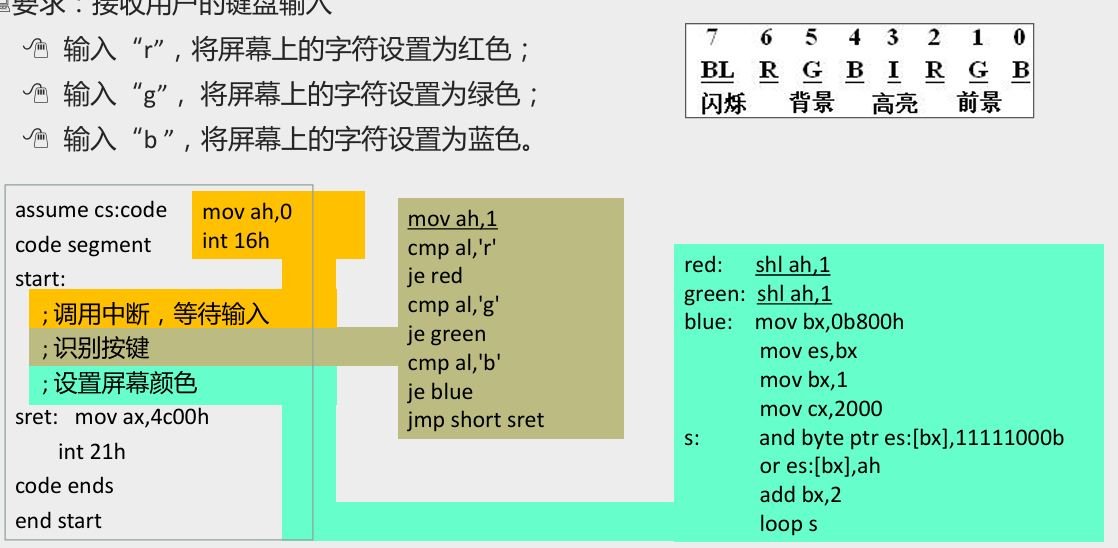 要求：接收用户的键盘输入
输入“r”，将屏幕上的字符设置为红色；
输入“g”， 将屏幕上的字符设置为绿色；
输入“b ”，将屏幕上的字符设置为蓝色。
7 6 5 4 3 2 1 0
BL R G B I R G B
闪烁 背景 高亮 前景
assume cs:code
code segment
start:
; 调用中断，等待输入
; 识别按键
; 设置屏幕颜色
sret: mov ax,4c00h
int 21h
code ends
end start
mov ah,0
int 16h
mov ah,1
cmp al,'r'
je red
cmp al,'g'
je green
cmp al,'b'
je blue
jmp short sret
red: shl ah,1
green: shl ah,1
blue: mov bx,0b800h
mov es,bx
mov bx,1
mov cx,2000
s: and byte ptr es:[bx],11111000b
or es:[bx],ah
add bx,2
loop s